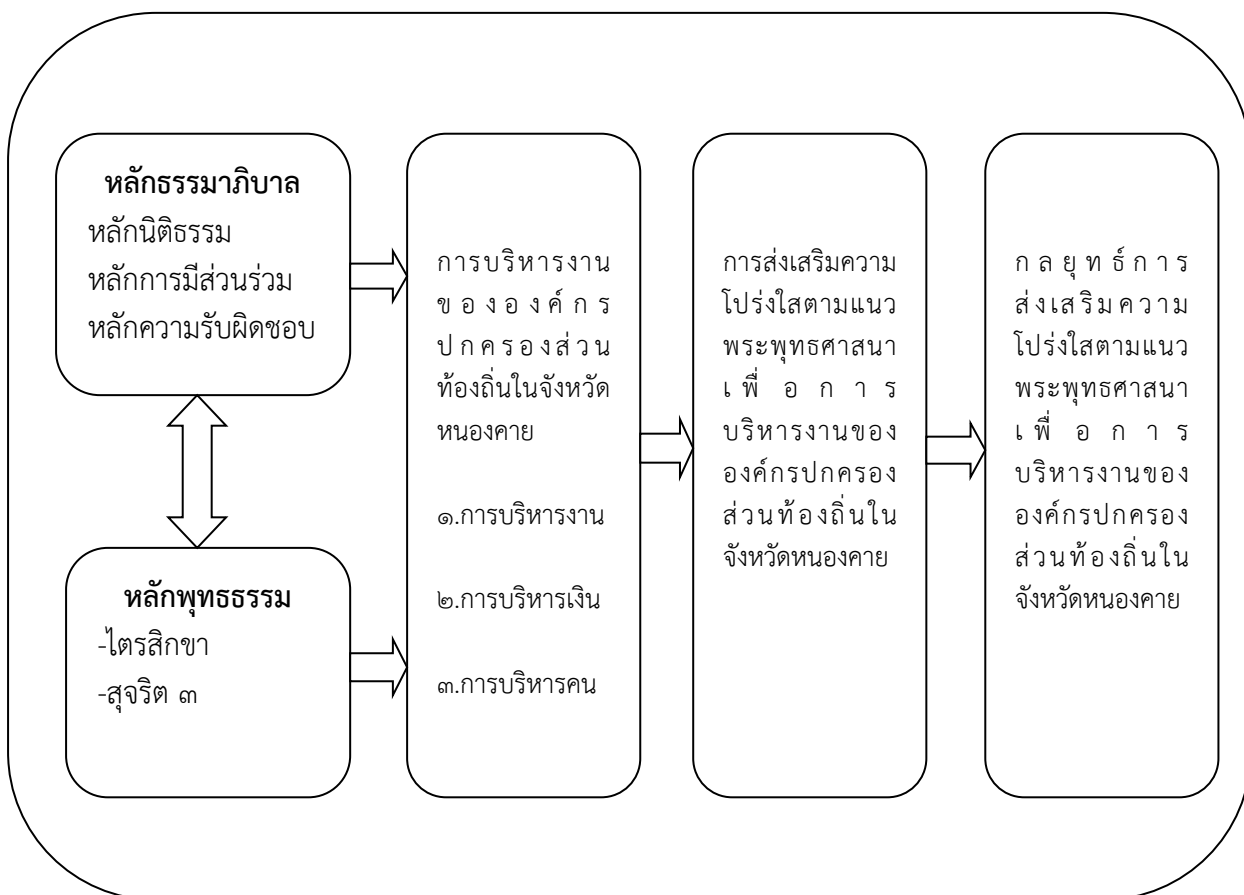 หลักธรรมาภิบาล
หลักนิติธรรม
หลักการมีส่วนร่วม
หลักความรับผิดชอบ
หลักพุทธธรรม
-ไตรสิกขา
-สุจริต ๓
การบริหารงาน
ขององค์กร
ปกครองส่วน
ท้องถิ่นในจังหวัด
หนองคาย
๑.การบริหารงาน
๒.การบริหารเงิน
๓.การบริหารคน
การส่งเสริมความ
โปร่งใสตามแนว
พระพุทธศาสนา
เพื่อการ
บริหารงานของ
องค์กรปกครอง
ส่วนท้องถิ่นใน
จังหวัดหนองคาย
กลยุทธ์การ
ส่งเสริมความ
โปร่งใสตามแนว
พระพุทธศาสนา
เพื่อการ
บริหารงานของ
องค์กรปกครอง
ส่วนท้องถิ่นใน
จังหวัดหนองคาย